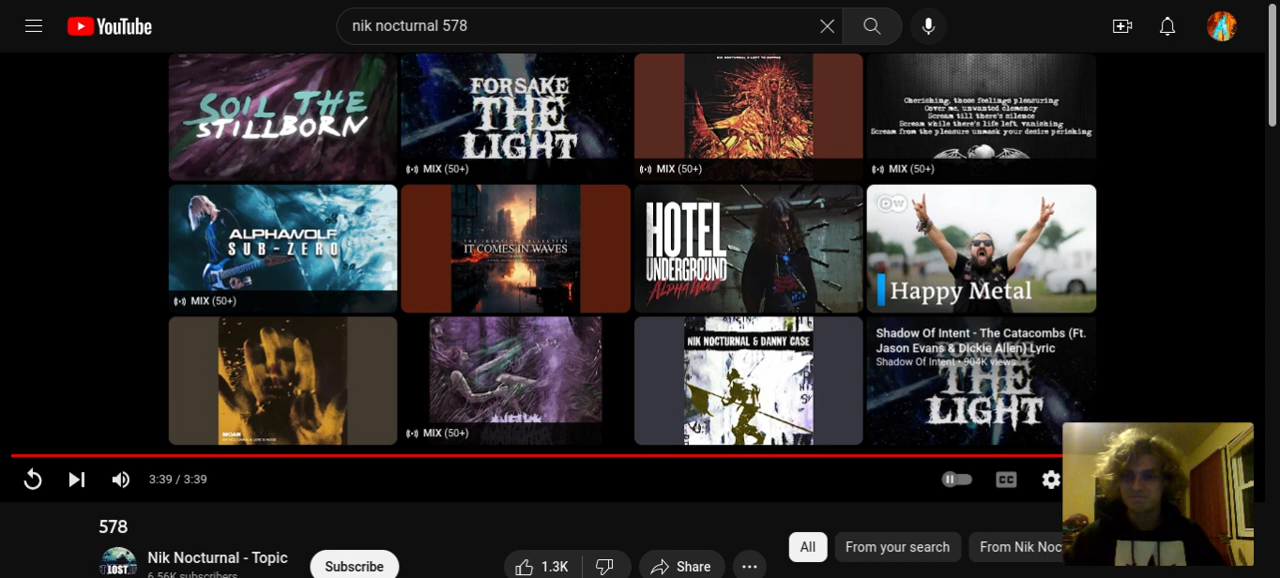 YouTube
nik nocturnal 578
SOIL THE
STILLBORN
FORSAKE
THE
LIGHT
MIX (50+)
MIX (50+)
Cherishing, those feelings pleasuring
Cover me, unwanted clemency
Scream till there's silence
Scream while there's life left, vanishing
Scream from the pleasure unmask your desire perishing
MIX (50+)
ALPHAWOLF
SUB-ZERO
MIX (50+)
IT COMES IN WAVES
HOTEL
UNDERGROUND
ALPHA WOLF
DW
Happy Metal
MOAN
MIX (50+)
NIK NOCTURNAL & DANNY CASE
Shadow Of Intent - The Catacombs (Ft.
Jason Evans & Dickie Allen) Lyric
Shadow Of Intent • 904K views
THE
LIGHT
3:39 / 3:39
CC
578
LOST
Nik Nocturnal - Topic
6.56K subscribers
Subscribe
1.3K
Share
All
From your search
From Nik Noc